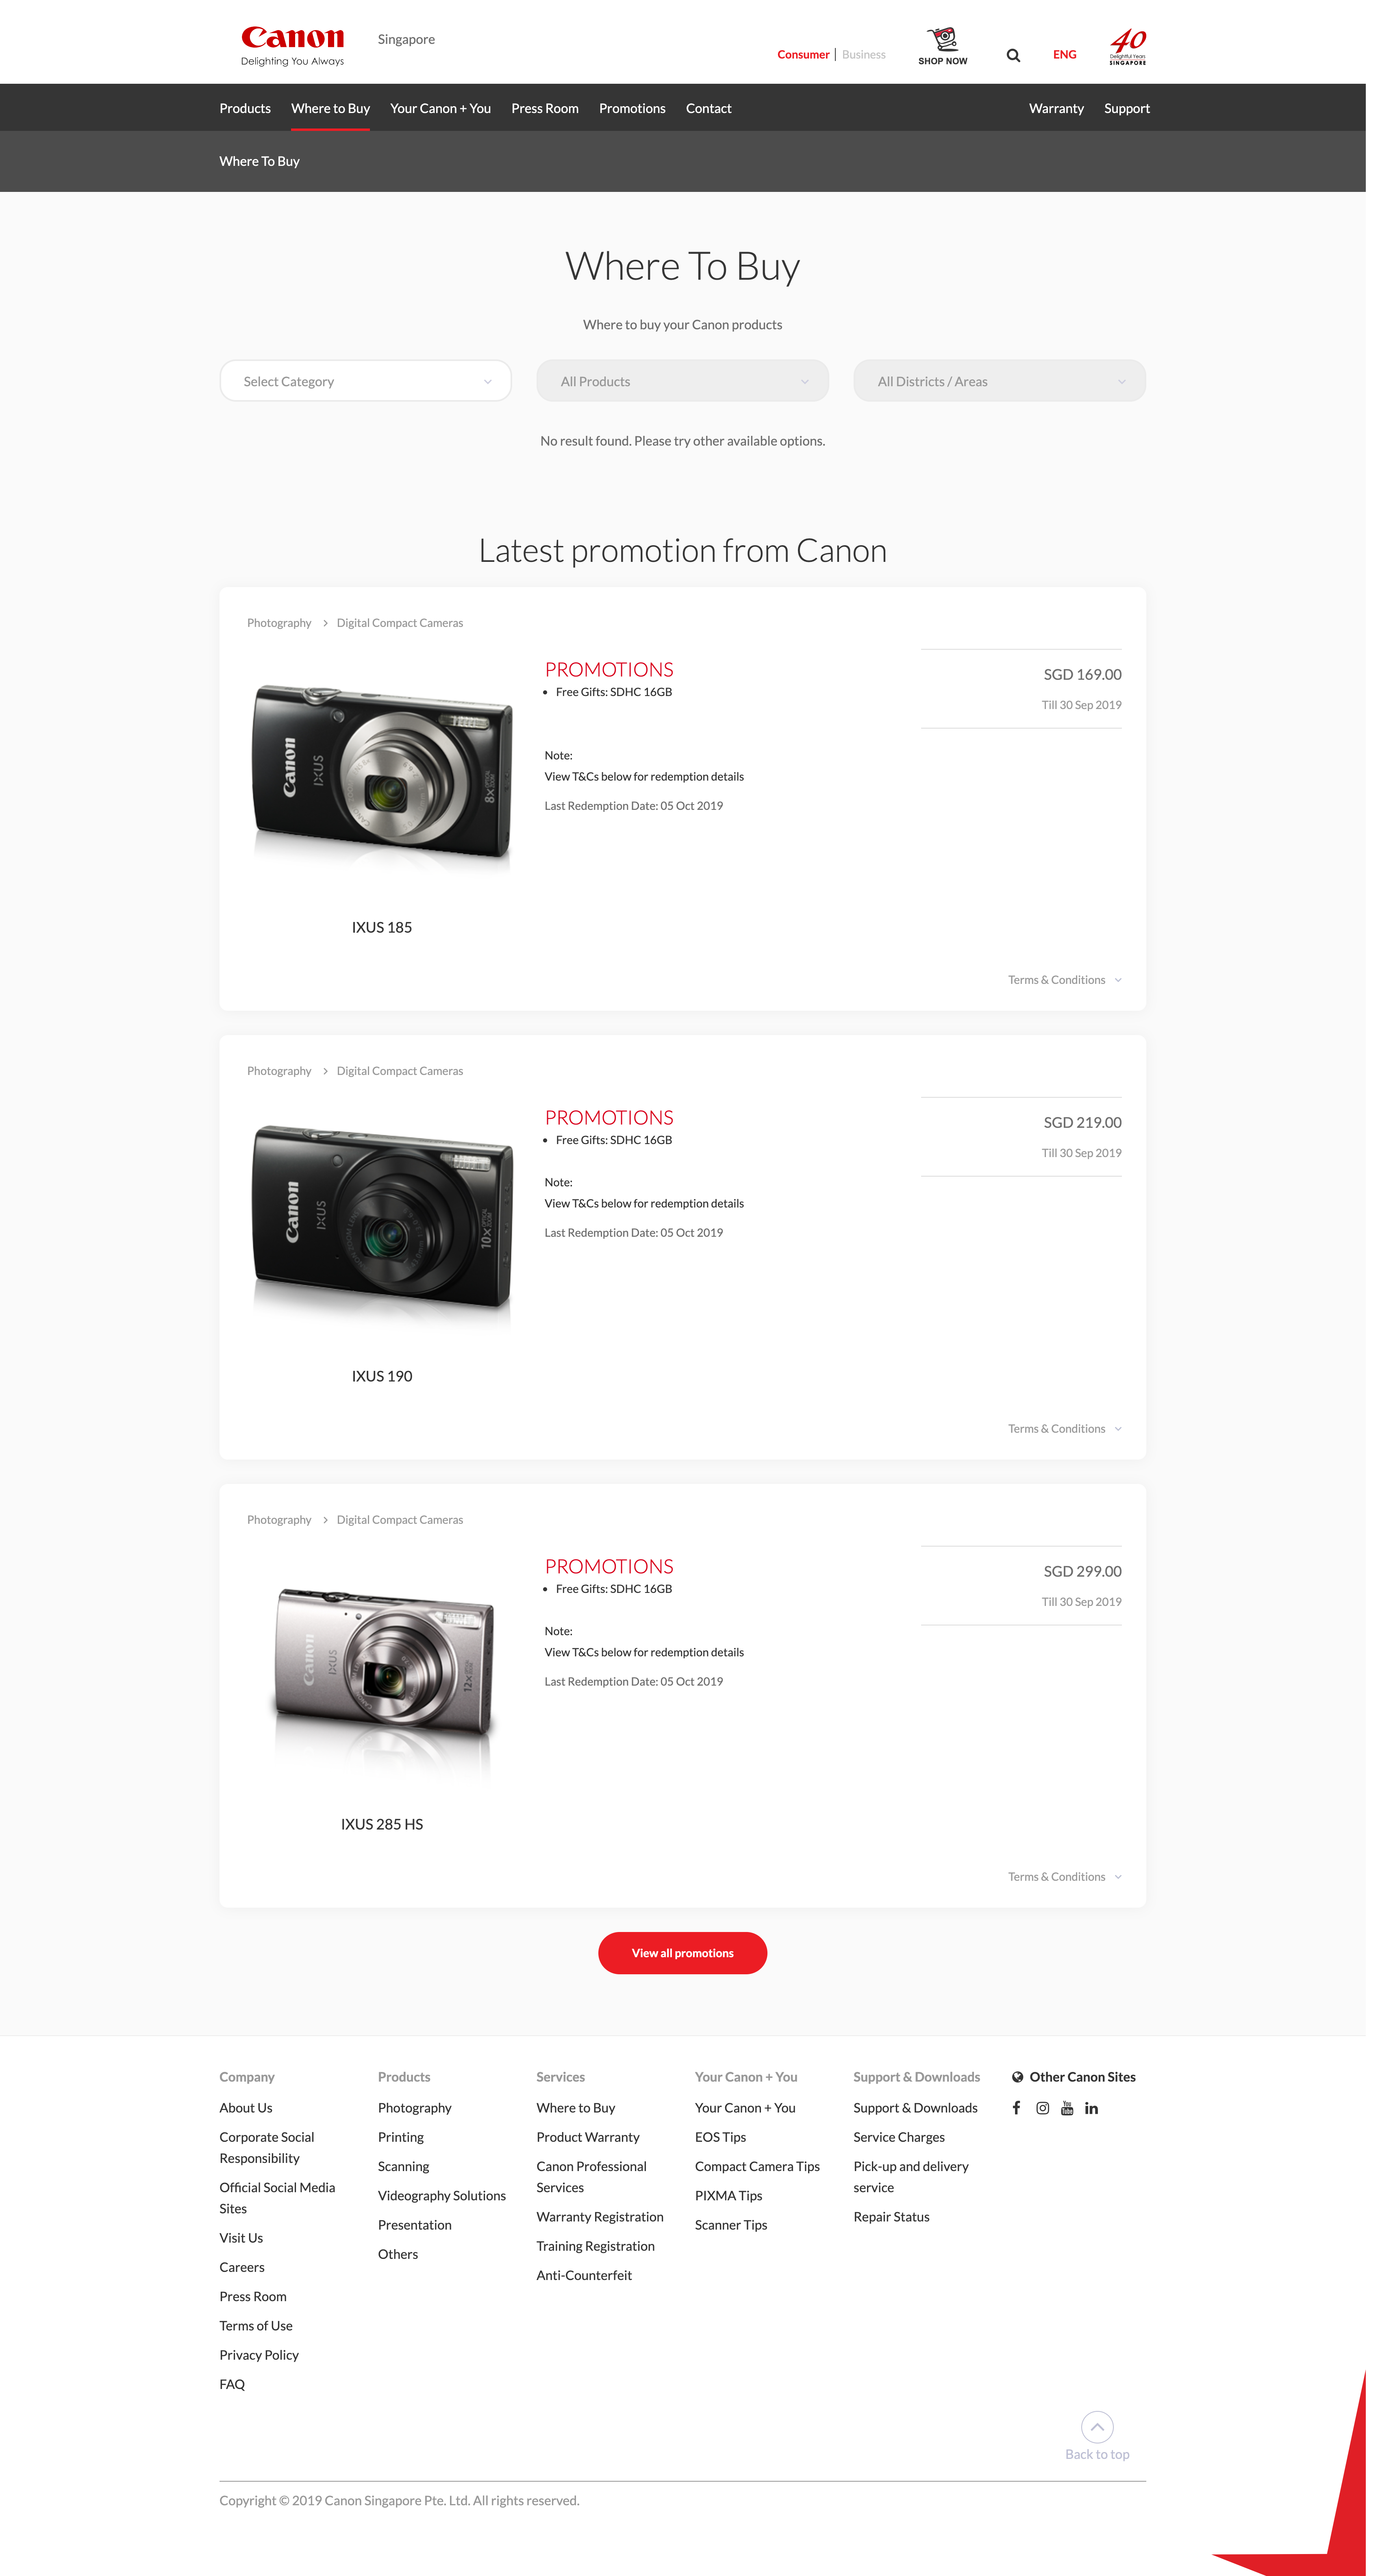 Canon
Delighting You Always
Singapore
Consumer | Business
SHOP NOW
ENG
40
Delightful Years
SINGAPORE
Products
Where to Buy
Your Canon + You
Press Room
Promotions
Contact
Warranty
Support
Where To Buy
Where To Buy
Where to buy your Canon products
Select Category
All Products
All Districts / Areas
No result found. Please try other available options.
Latest promotion from Canon
Photography > Digital Compact Cameras
Canon
IXUS
8x OPTICAL ZOOM
IXUS 185
PROMOTIONS
• Free Gifts: SDHC 16GB
Note:
View T&Cs below for redemption details
Last Redemption Date: 05 Oct 2019
SGD 169.00
Till 30 Sep 2019
Terms & Conditions
Photography > Digital Compact Cameras
Canon
IXUS
10x OPTICAL ZOOM
IXUS 190
PROMOTIONS
• Free Gifts: SDHC 16GB
Note:
View T&Cs below for redemption details
Last Redemption Date: 05 Oct 2019
SGD 219.00
Till 30 Sep 2019
Terms & Conditions
Photography > Digital Compact Cameras
Canon
IXUS
12x
IXUS 285 HS
PROMOTIONS
• Free Gifts: SDHC 16GB
Note:
View T&Cs below for redemption details
Last Redemption Date: 05 Oct 2019
SGD 299.00
Till 30 Sep 2019
Terms & Conditions
View all promotions
Company
About Us
Corporate Social
Responsibility
Official Social Media
Sites
Visit Us
Careers
Press Room
Terms of Use
Privacy Policy
FAQ
Products
Photography
Printing
Scanning
Videography Solutions
Presentation
Others
Services
Where to Buy
Product Warranty
Canon Professional
Services
Warranty Registration
Training Registration
Anti-Counterfeit
Your Canon + You
Your Canon + You
EOS Tips
Compact Camera Tips
PIXMA Tips
Scanner Tips
Support & Downloads
Support & Downloads
Service Charges
Pick-up and delivery
service
Repair Status
Other Canon Sites
Back to top
Copyright © 2019 Canon Singapore Pte. Ltd. All rights reserved.